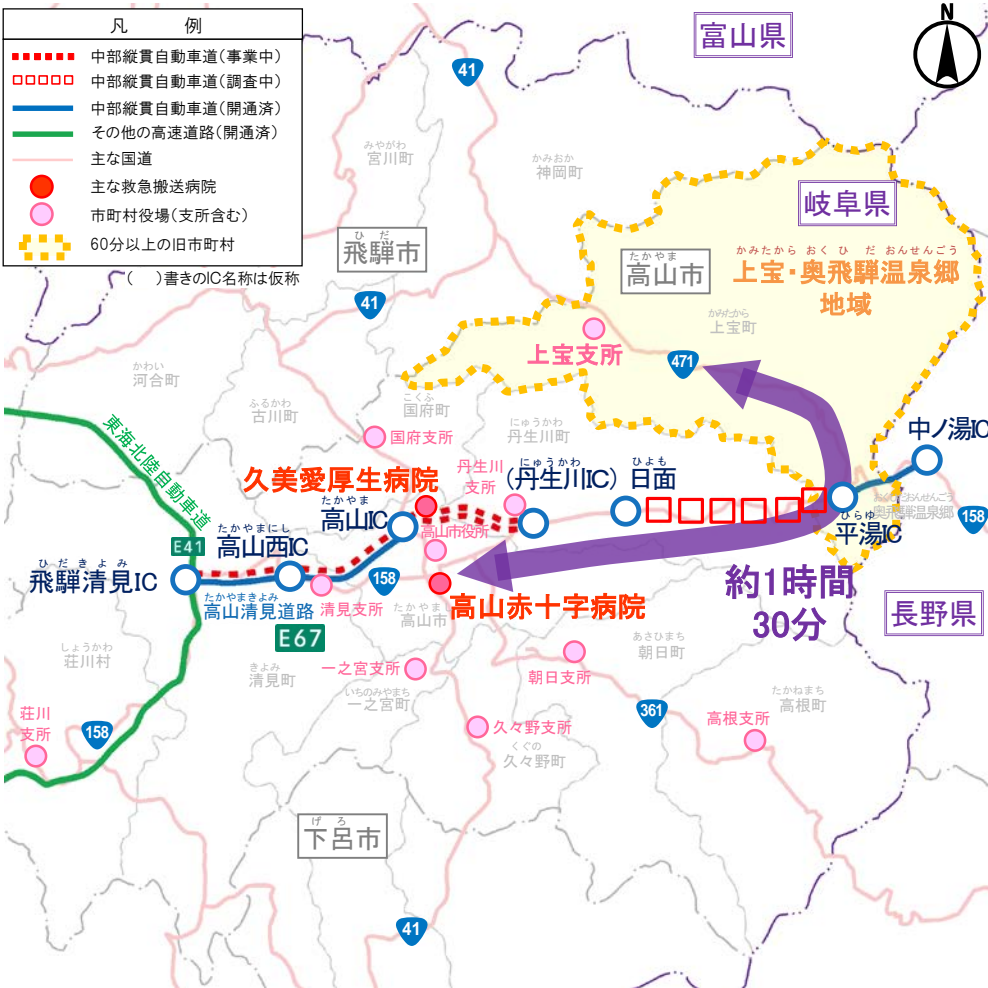 凡　例
中部縦貫自動車道(事業中)
中部縦貫自動車道(調査中)
中部縦貫自動車道(開通済)
その他の高速道路(開通済)
主な国道
主な救急搬送病院
市町村役場(支所含む)
60分以上の旧市町村
(　)書きのIC名称は仮称
N
富山県
41
みやがわ
宮川町
かみおか
神岡町
岐阜県
ひだ
飛騨市
たかやま
高山市
かみたから おくひだおんせんごう
上宝・奥飛騨温泉郷
地域
41
かみたから
上宝町
上宝支所
471
かわい
河合町
ふるかわ
古川町
こくふ
国府町
国府支所
にゅうかわ
丹生川町
東海北陸自動車道
中ノ湯IC
久美愛厚生病院
丹生川
支所
にゅうかわ
(丹生川IC)
ひよも
日面
たかやま
高山IC
高山市役所
おくひだおんせんごう
奥飛騨温泉郷
158
ひらゆ
平湯IC
E41
たかやまにし
高山西IC
ひだきよみ
飛騨清見IC
158
たかやまきよみ
高山清見道路
清見支所
E67
たかやまし
高山市
高山赤十字病院
約1時間
30分
長野県
しょうかわ
荘川村
きよみ
清見町
一之宮支所
いちのみやまち
一之宮町
朝日支所
あさひまち
朝日町
荘川
支所
158
361
たかねまち
高根町
高根支所
久々野支所
くぐの
久々野町
げろ
下呂市
41